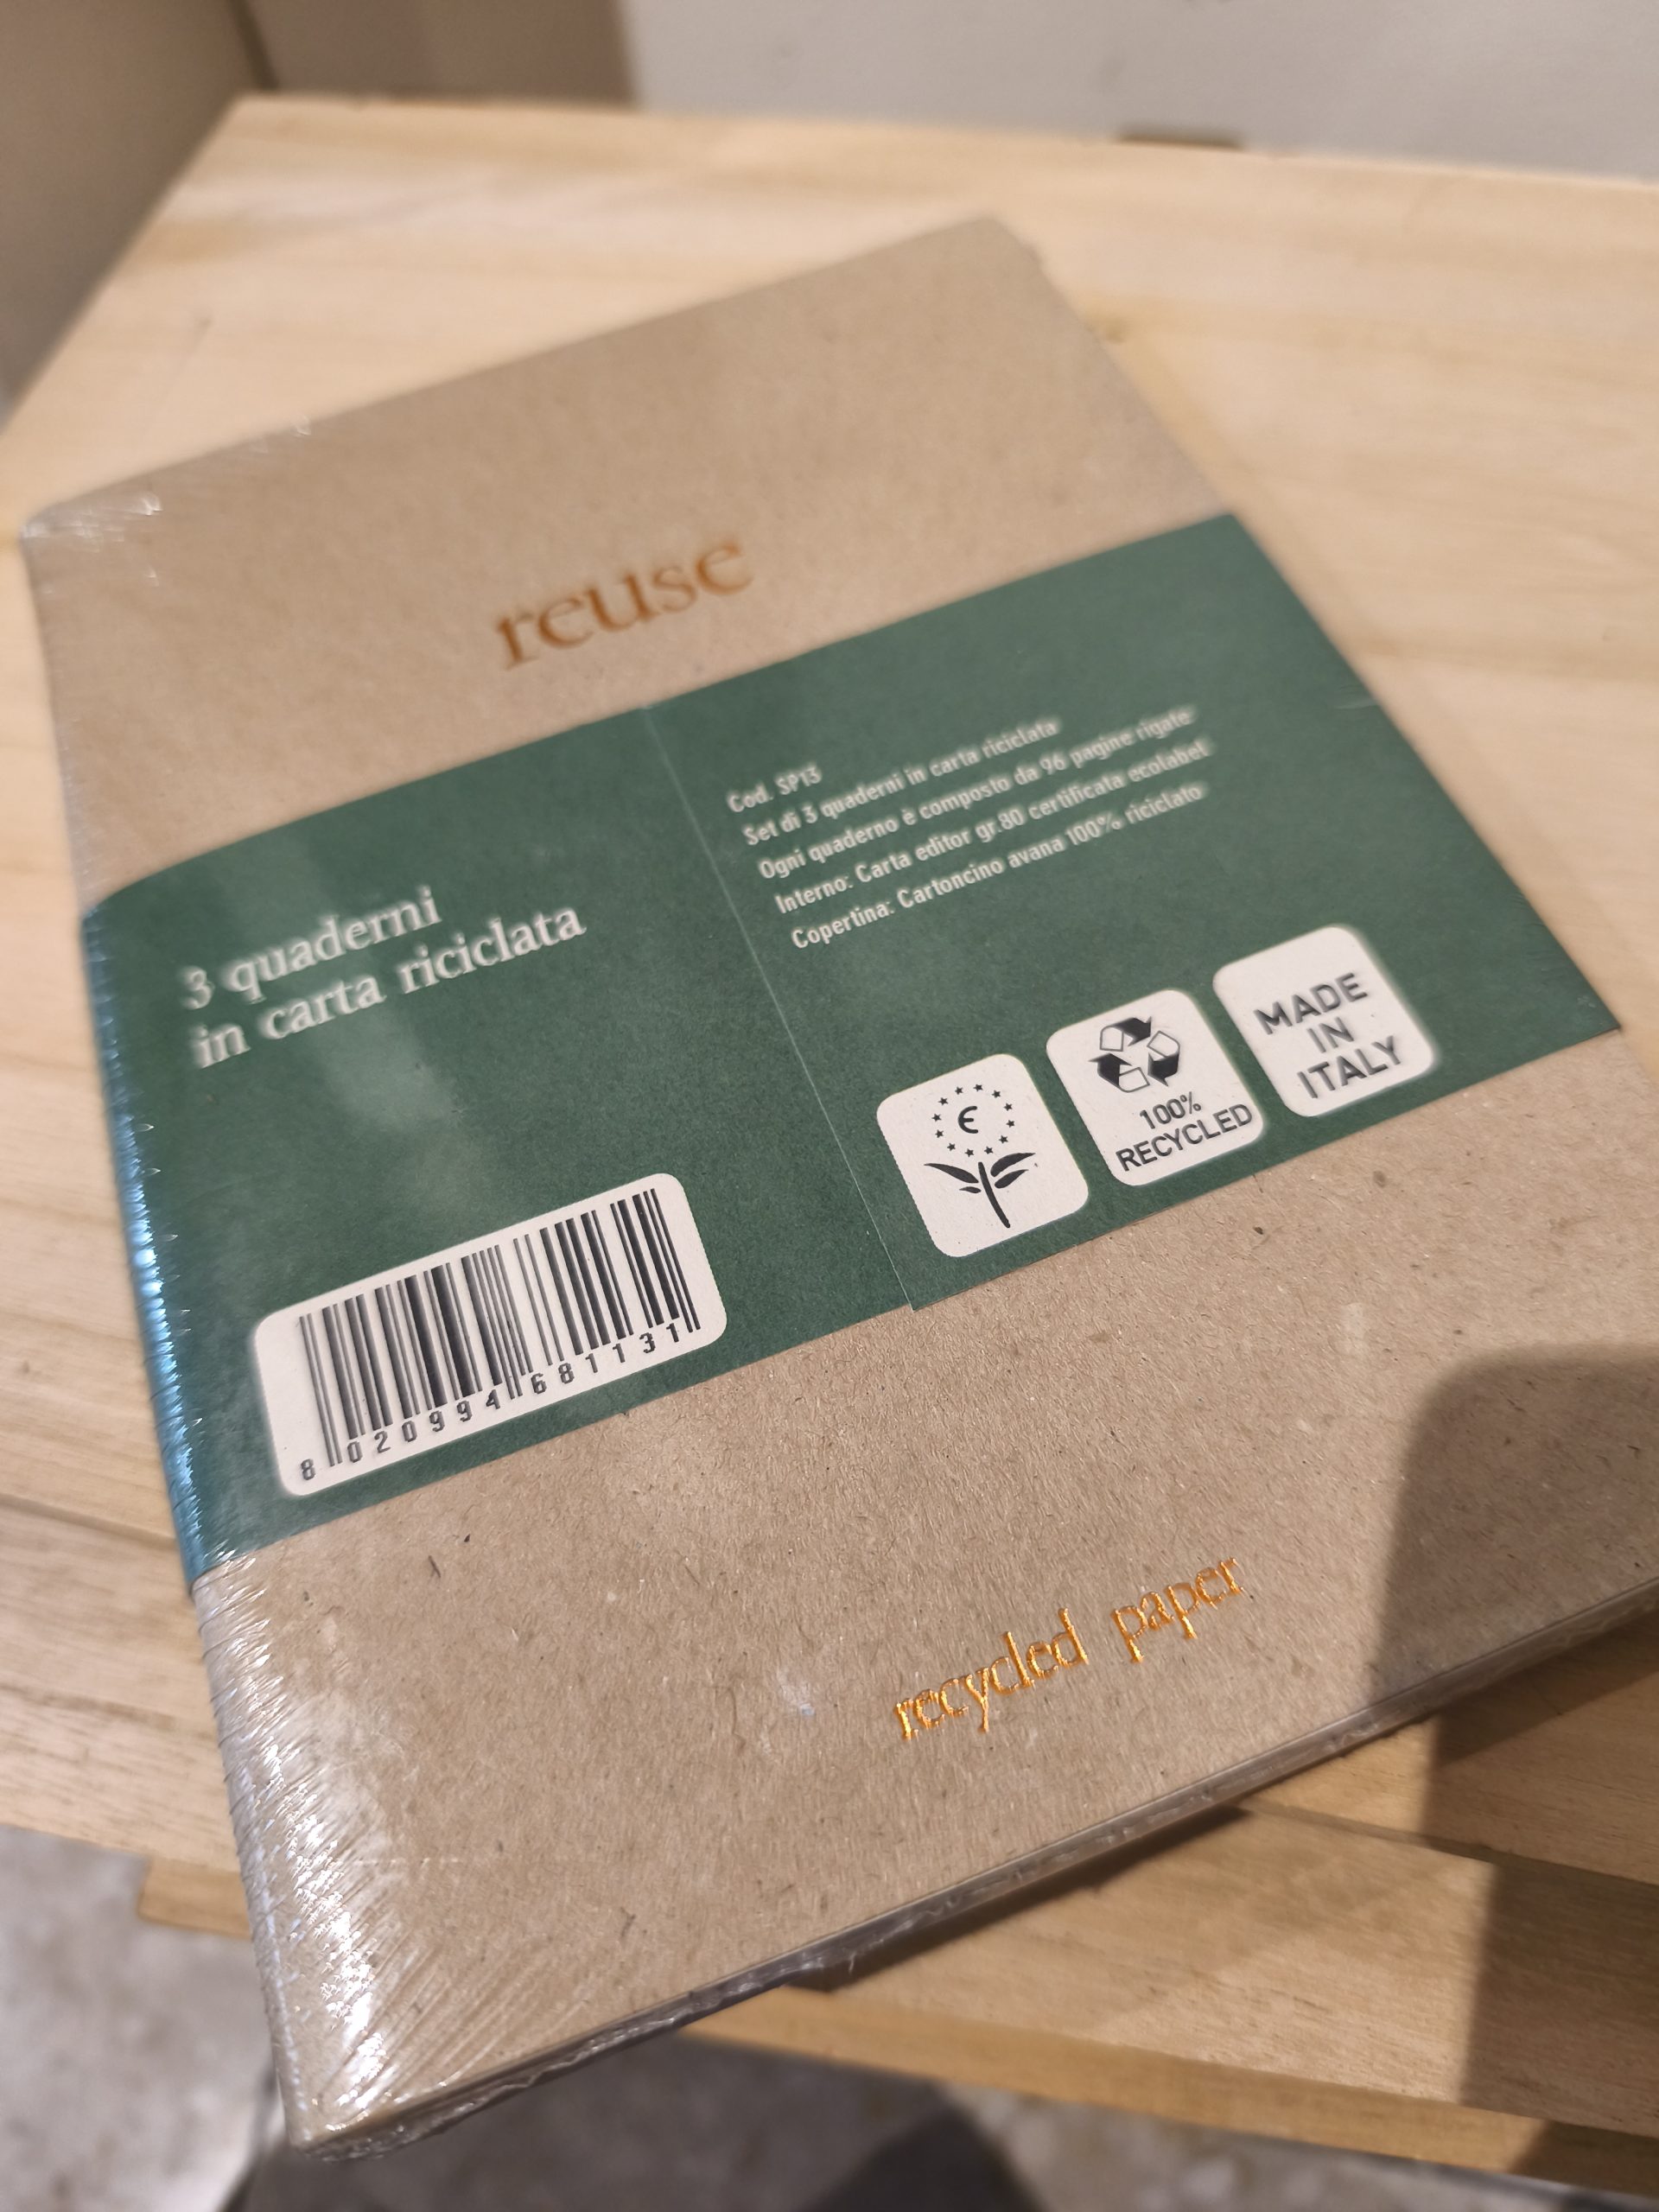 reuse
3 quaderni
in carta riciclata
Cod. SP13
Set di 3 quaderni in carta riciclata
Ogni quaderno è composto da 96 pagine rigate
Interno: Carta editor gr.80 certificata ecolabel
Copertina: Cartoncino avana 100% riciclato
100%
RECYCLED
MADE
IN
ITALY
8 020994 681131
recycled paper